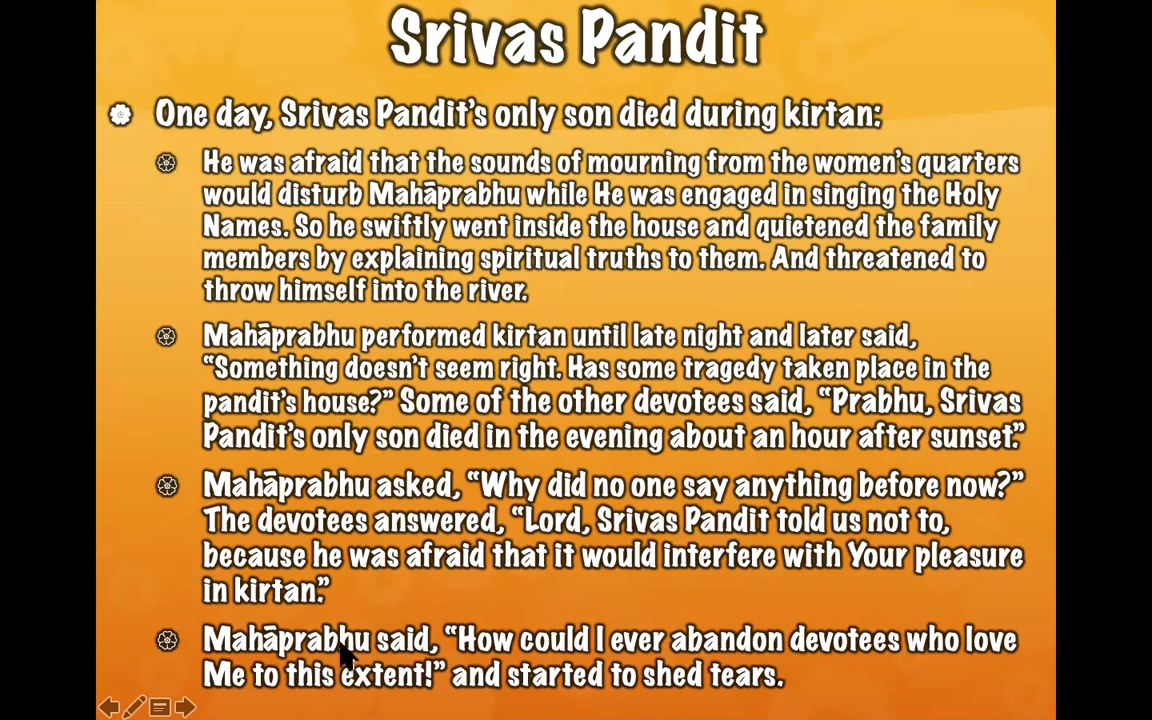 Srivas Pandit
One day, Srivas Pandit's only son died during kirtan:
He was afraid that the sounds of mourning from the women's quarters
would disturb Mahāprabhu while He was engaged in singing the Holy
Names. So he swiftly went inside the house and quietened the family
members by explaining spiritual truths to them. And threatened to
throw himself into the river.
Mahāprabhu performed kirtan until late night and later said,
“Something doesn't seem right. Has some tragedy taken place in the
pandit's house?” Some of the other devotees said, “Prabhu, Srivas
Pandit's only son died in the evening about an hour after sunset.”
Mahāprabhu asked, “Why did no one say anything before now?”
The devotees answered, “Lord, Srivas Pandit told us not to,
because he was afraid that it would interfere with Your pleasure
in kirtan.”
Mahāprabhu said, “How could I ever abandon devotees who love
Me to this extent!” and started to shed tears.